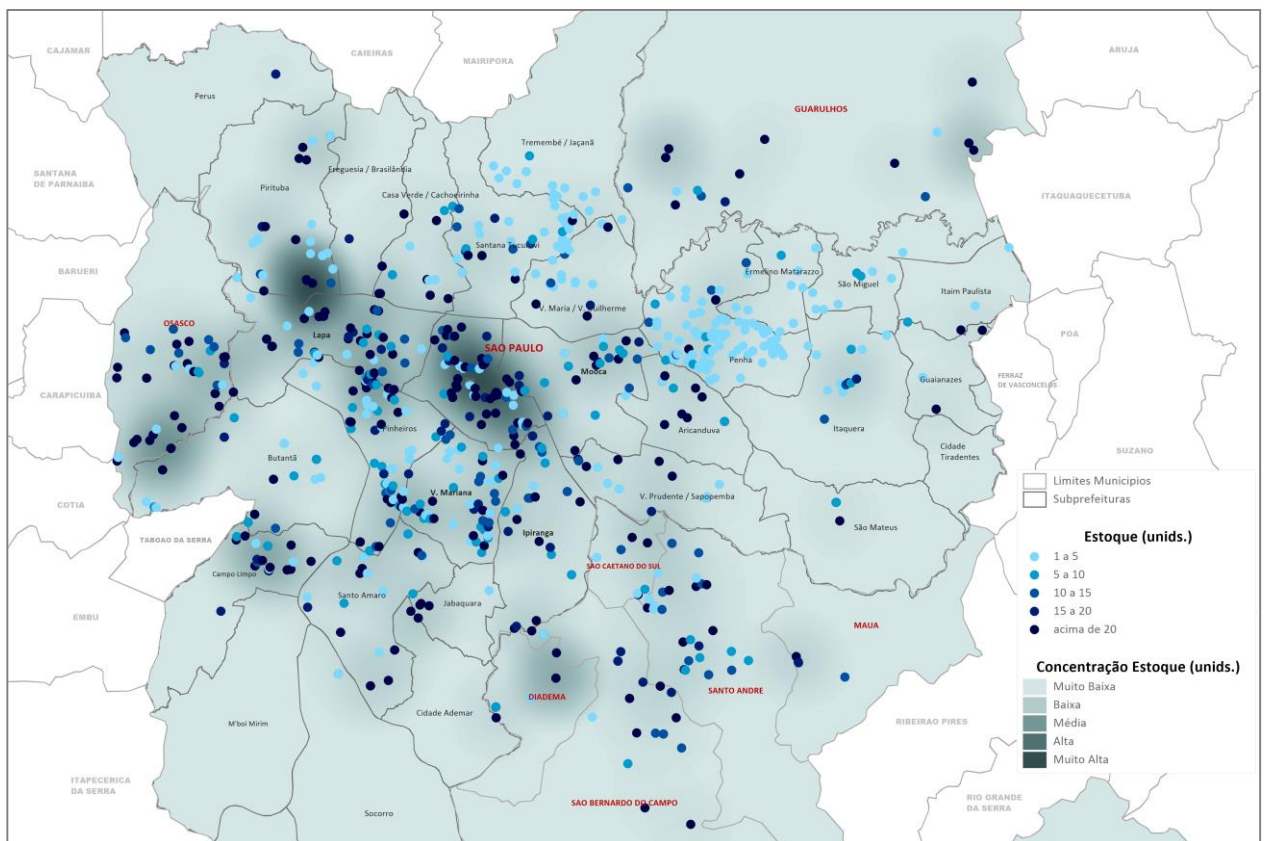 CAJAMAR
CAIEIRAS
MAIRIPORA
ARUJA
Perus
GUARULHOS
Tremembé / Jaçanã
SANTANA
DE PARNAIBA
Freguesia / Brasilândia
Pirituba
Casa Verde / Cachoeirinha
ITAQUAQUECETUBA
Santana Tucuruvi
BARUERI
Ermelino Matarazzo
São Miguel
Itaim Paulista
V. Maria / V. Guilherme
OSASCO
Lapa
SAO PAULO
POA
Mooca
Penha
CARAPICUIBA
Guaianazes
FERRAZ
DE VASCONCELOS
Pinheiros
Aricanduva
Itaquera
Cidade
Tiradentes
SUZANO
Butantã
V. Mariana
V. Prudente / Sapopemba
COTIA
São Mateus
Ipiranga
TABOAO DA SERRA
SAO CAETANO DO SUL
Campo Limpo
Santo Amaro
Jabaquara
EMBU
MAUA
DIADEMA
SANTO ANDRE
Cidade Ademar
M'boi Mirim
RIBEIRAO PIRES
ITAPECERICA
DA SERRA
SAO BERNARDO DO CAMPO
RIO GRANDE
DA SERRA
Socorro
Limites Municipios
Subprefeituras
Estoque (unids.)
1 a 5
5 a 10
10 a 15
15 a 20
acima de 20
Concentração Estoque (unids.)
Muito Baixa
Baixa
Média
Alta
Muito Alta